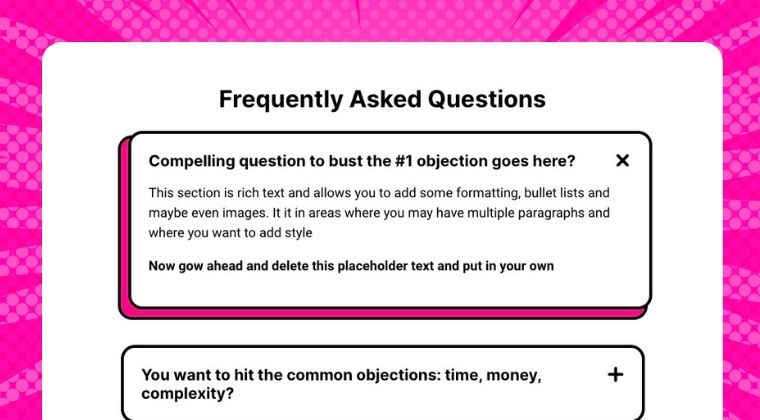 Frequently Asked Questions
Compelling question to bust the #1 objection goes here?
This section is rich text and allows you to add some formatting, bullet lists and
maybe even images. It it in areas where you may have multiple paragraphs and
where you want to add style
Now gow ahead and delete this placeholder text and put in your own
You want to hit the common objections: time, money,
complexity?